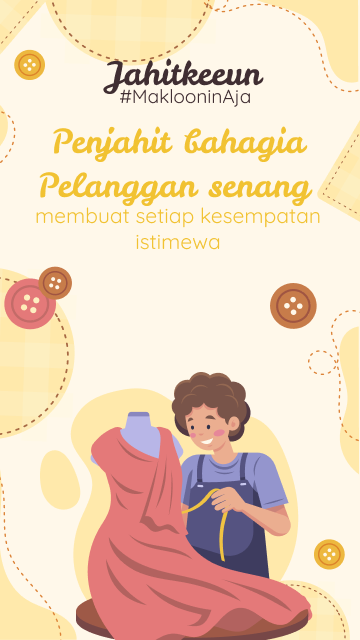 Jahitkeeun
#MaklooninAja
Penjahit bahagia
Pelanggan senang
membuat setiap kesempatan
istimewa